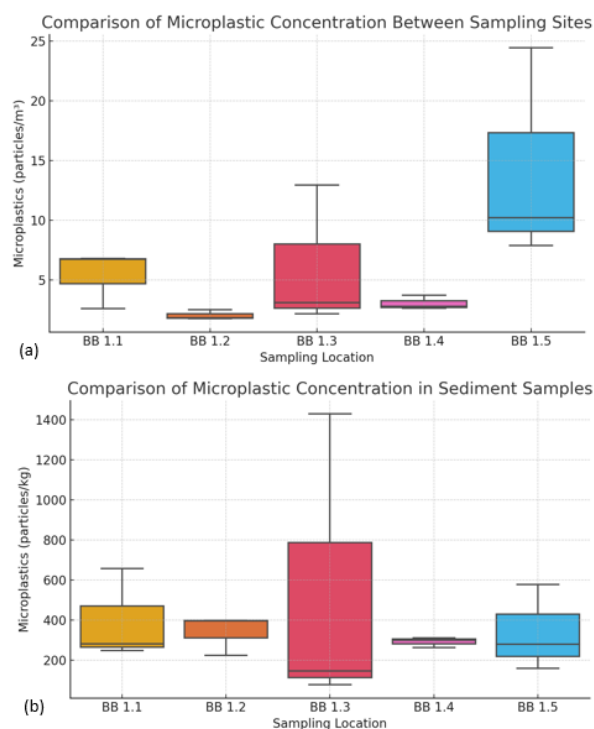 Comparison of Microplastic Concentration Between Sampling Sites
25
20
15
10
5
Microplastics (particles/m³)
BB 1.1 BB 1.2 BB 1.3 BB 1.4 BB 1.5
(a)
Sampling Location
Comparison of Microplastic Concentration in Sediment Samples
1400
1200
1000
800
600
400
200
Microplastics (particles/kg)
BB 1.1 BB 1.2 BB 1.3 BB 1.4 BB 1.5
(b)
Sampling Location